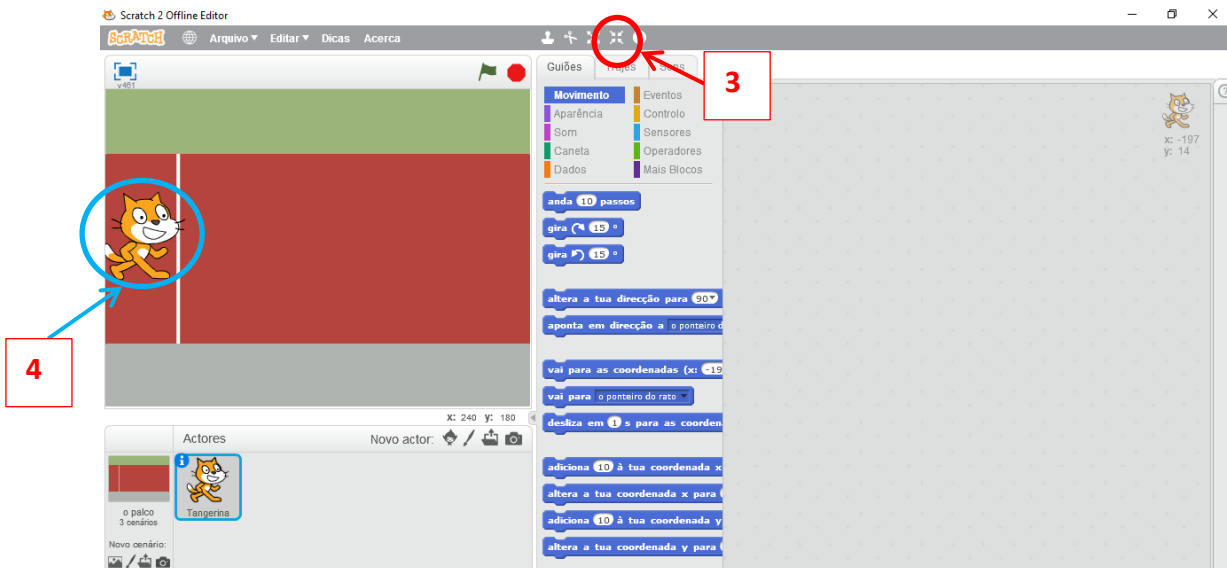 Scratch 2 Offline Editor
SCRATCH Arquivo Editar Dicas Acerca
v461
Guiões Trajes Sons
3
Movimento Eventos
Aparência Controlo
Som Sensores
Caneta Operadores
Dados Mais Blocos
x: -197
y: 14
anda 10 passos
gira 15 °
gira 15 °
altera a tua direcção para 90
aponta em direcção a o ponteiro d
vai para as coordenadas (x: -19
vai para o ponteiro do rato
desliza em 1 s para as coorden
adiciona 10 à tua coordenada x
altera a tua coordenada x para
adiciona 10 à tua coordenada y
altera a tua coordenada y para
4
x: 240 y: 180
Actores Novo actor:
o palco
3 cenários
Tangerina
Novo cenário: